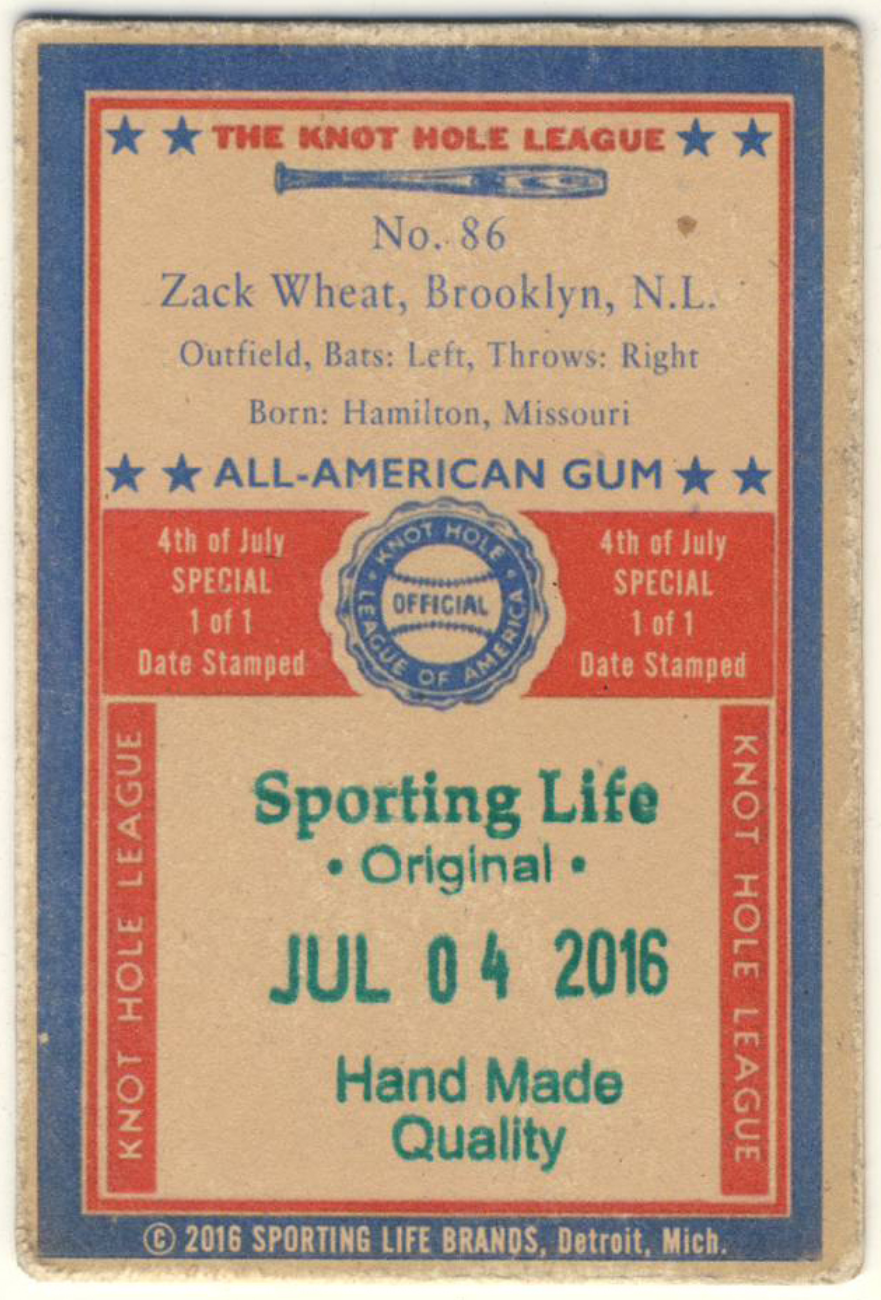 THE KNOT HOLE LEAGUE
No. 86
Zack Wheat, Brooklyn, N.L.
Outfield, Bats: Left, Throws: Right
Born: Hamilton, Missouri
ALL-AMERICAN GUM
4th of July
SPECIAL
1 of 1
Date Stamped
KNOT HOLE
OFFICIAL
LEAGUE OF AMERICA
4th of July
SPECIAL
1 of 1
Date Stamped
KNOT HOLE LEAGUE
Sporting Life
• Original •
JUL 04 2016
Hand Made
Quality
KNOT HOLE LEAGUE
© 2016 SPORTING LIFE BRANDS, Detroit, Mich.